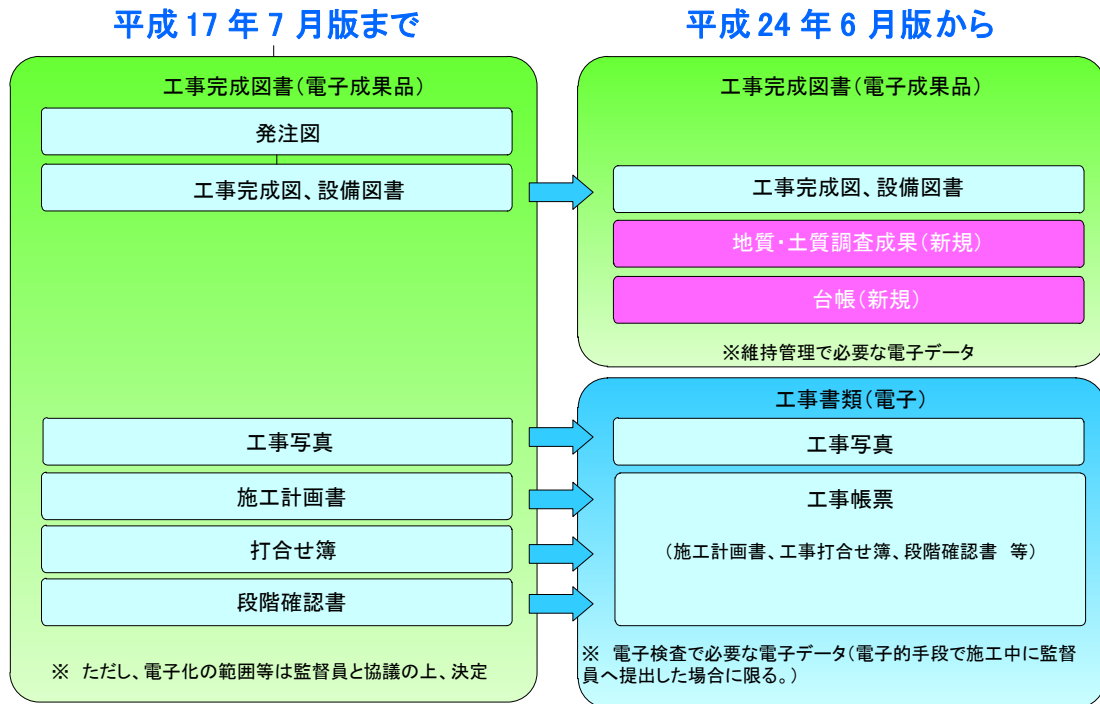 平成 17 年 7 月版まで
工事完成図書(電子成果品)
発注図
工事完成図、設備図書
工事写真
施工計画書
打合せ簿
段階確認書
※ ただし、電子化の範囲等は監督員と協議の上、決定
平成 24 年 6 月版から
工事完成図書(電子成果品)
工事完成図、設備図書
地質・土質調査成果(新規)
台帳(新規)
※維持管理で必要な電子データ
工事書類(電子)
工事写真
工事帳票
(施工計画書、工事打合せ簿、段階確認書 等)
※ 電子検査で必要な電子データ(電子的手段で施工中に監督
員へ提出した場合に限る。)